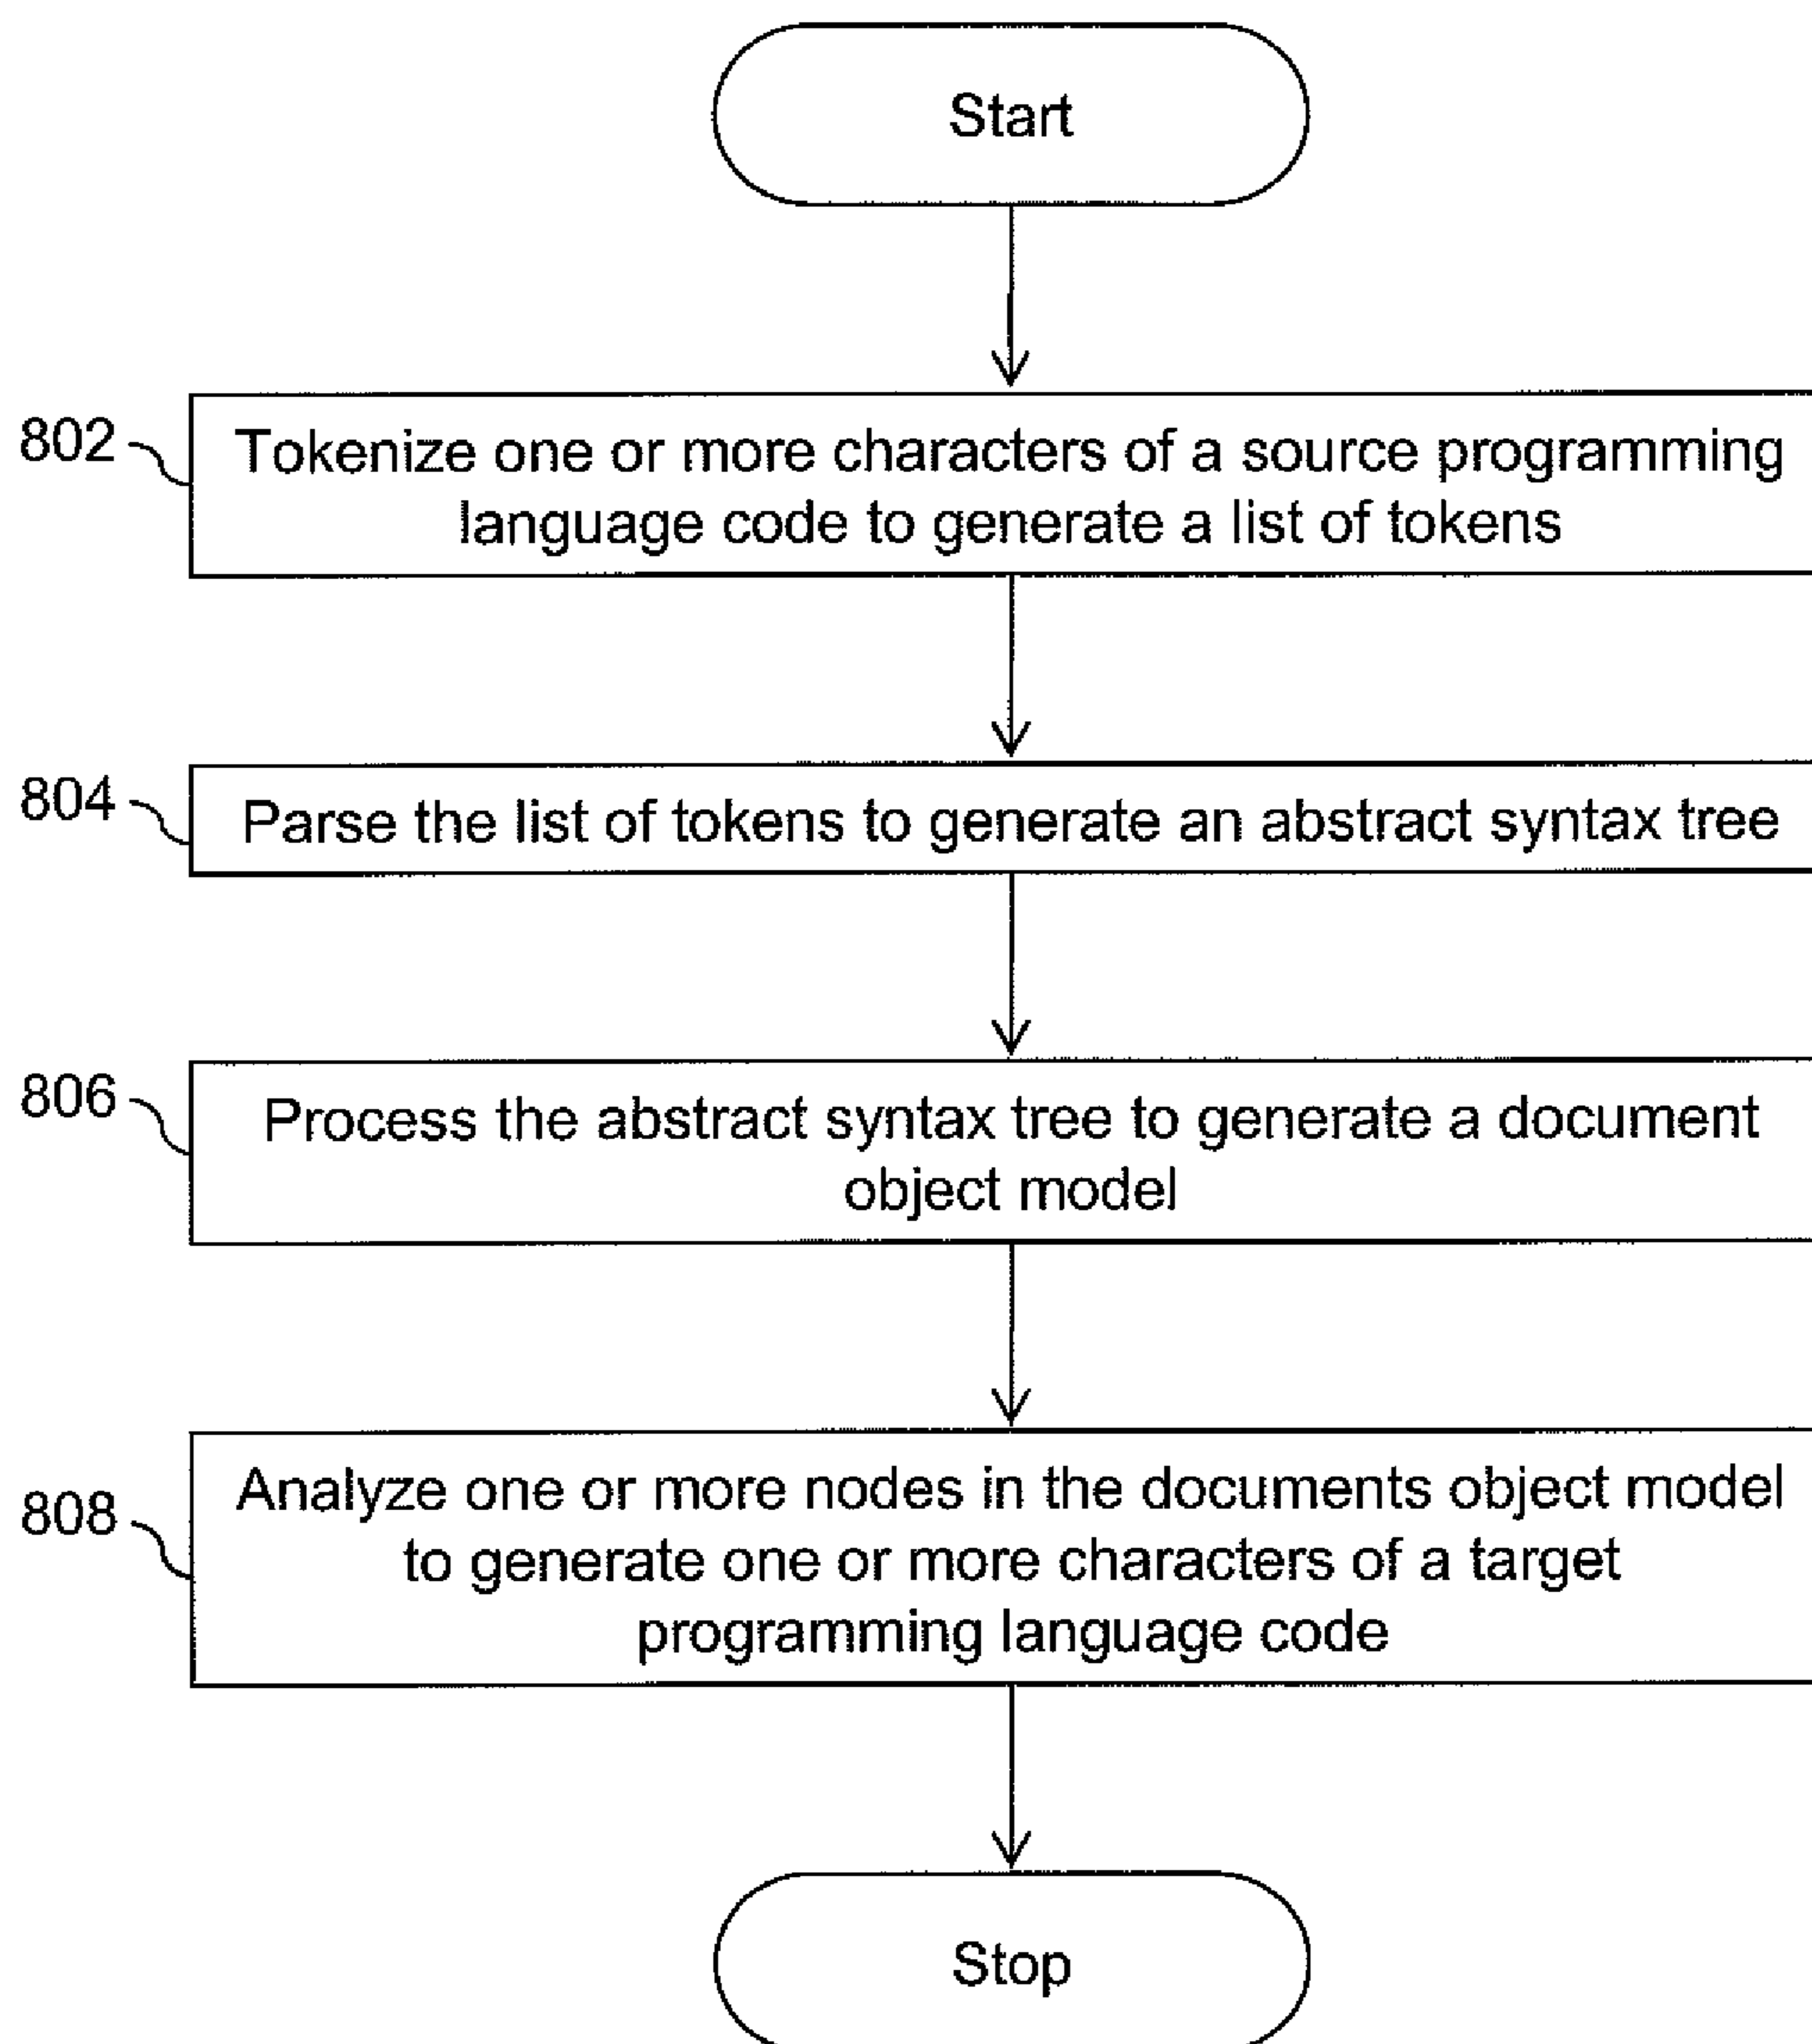 Start
802
Tokenize one or more characters of a source programming
language code to generate a list of tokens
804
Parse the list of tokens to generate an abstract syntax tree
806
Process the abstract syntax tree to generate a document
object model
808
Analyze one or more nodes in the documents object model
to generate one or more characters of a target
programming language code
Stop